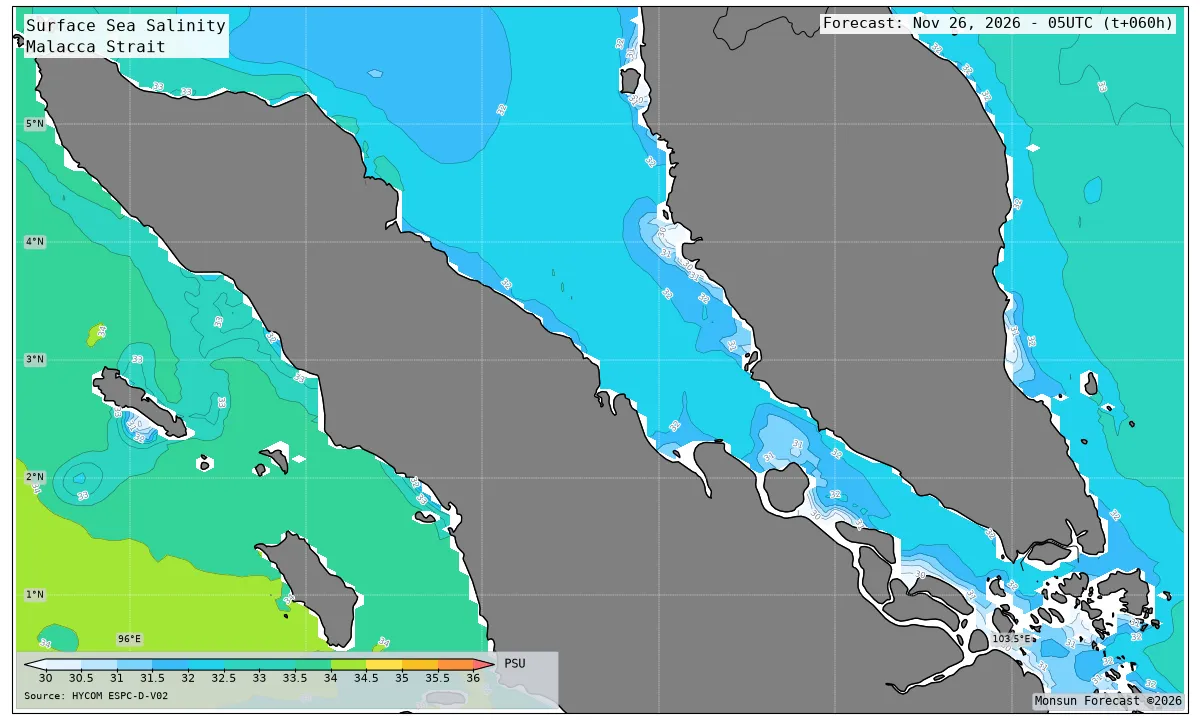 Surface Sea Salinity
Malacca Strait
Forecast: Nov 26, 2026 - 05UTC (t+060h)
5°N
4°N
3°N
2°N
1°N
96°E
103.5°E
PSU
30 30.5 31 31.5 32 32.5 33 33.5 34 34.5 35 35.5 36
Source: HYCOM ESPC-D-V02
Monsun Forecast ©2026